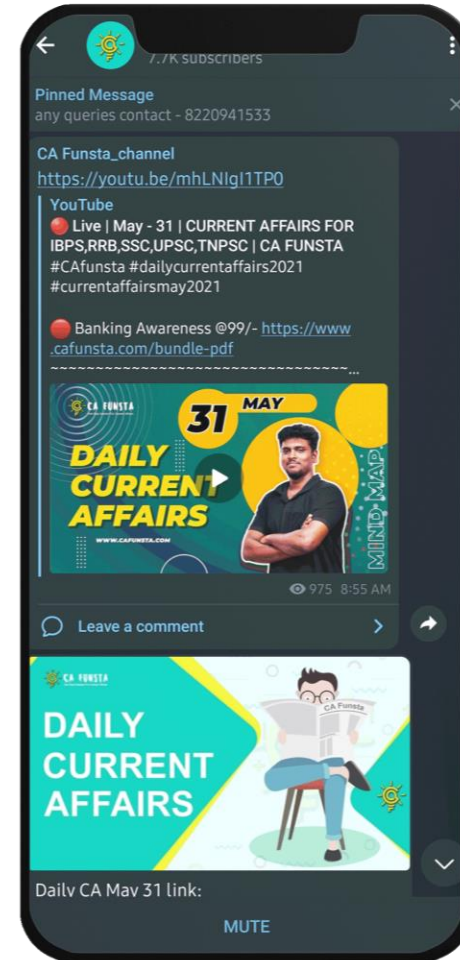 7.7K subscribers
Pinned Message
any queries contact - 8220941533
CA Funsta_channel
https://youtu.be/mhLNIgI1TP0
YouTube
🔴 Live | May - 31 | CURRENT AFFAIRS FOR
IBPS,RRB,SSC,UPSC,TNPSC | CA FUNSTA
#CAfunsta #dailycurrentaffairs2021
#currentaffairsmay2021
🔴 Banking Awareness @99/- https://www
.cafunsta.com/bundle-pdf
~~~~~~~~~~~~~~~~~~~~~~~~~~~~~~~~~...
CA FUNSTA
31 MAY
DAILY
CURRENT
AFFAIRS
WWW.CAFUNSTA.COM
MIND MAP
975 8:55 AM
Leave a comment
CA FUNSTA
DAILY
CURRENT
AFFAIRS
CA Funsta
Daily CA May 31 link:
MUTE